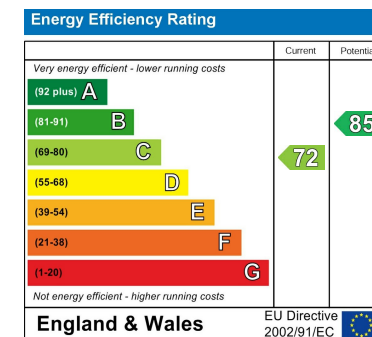 Energy Efficiency Rating
Current Potentia
Very energy efficient - lower running costs
(92 plus) A
(81-91) B
85
(69-80) C
72
(55-68) D
(39-54) E
(21-38) F
(1-20) G
Not energy efficient - higher running costs
England & Wales
EU Directive
2002/91/EC